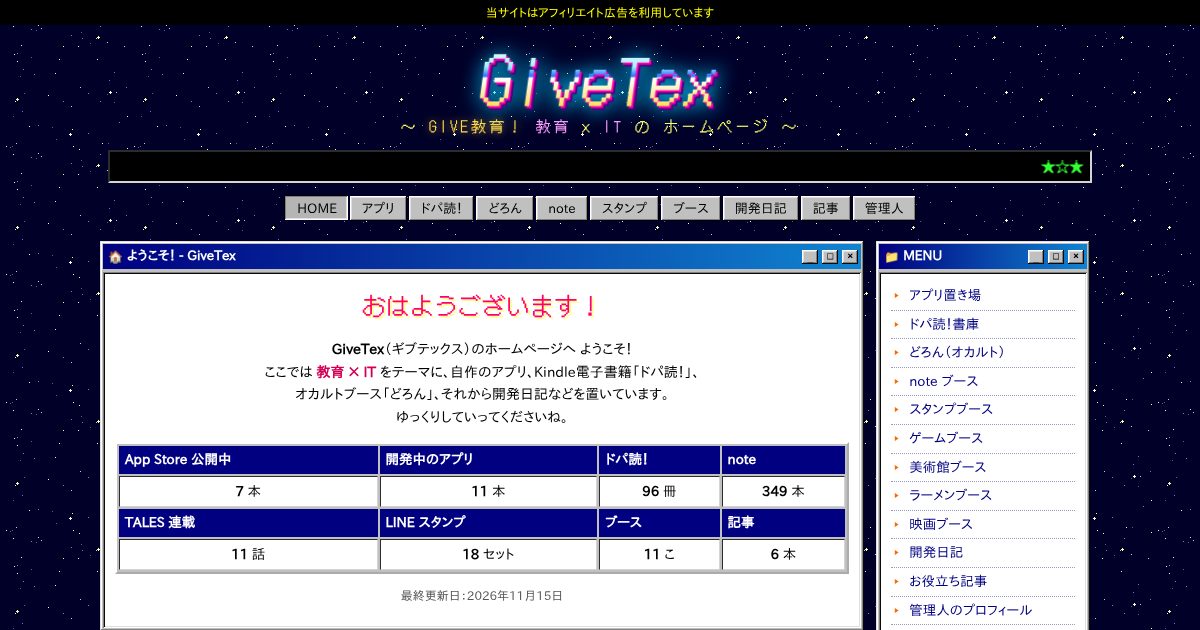 当サイトはアフィリエイト広告を利用しています
GiveTex
～ GIVE教育！ 教育 x IT の ホームページ ～
★☆★
HOME アプリ ドパ読! どろん note スタンプ ブース 開発日記 記事 管理人
ようこそ! - GiveTex
おはようございます！
GiveTex（ギブテックス）のホームページへ ようこそ!
ここでは 教育 × IT をテーマに、自作のアプリ、Kindle電子書籍「ドパ読!」、
オカルトブース「どろん」、それから開発日記などを置いています。
ゆっくりしていってくださいね。
App Store 公開中 開発中のアプリ ドパ読! note
7 本 11 本 96 冊 349 本
TALES 連載 LINE スタンプ ブース 記事
11 話 18 セット 11 こ 6 本
最終更新日：2026年11月15日
MENU
アプリ置き場
ドパ読!書庫
どろん（オカルト）
note ブース
スタンプブース
ゲームブース
美術館ブース
ラーメンブース
映画ブース
開発日記
お役立ち記事
管理人のプロフィール